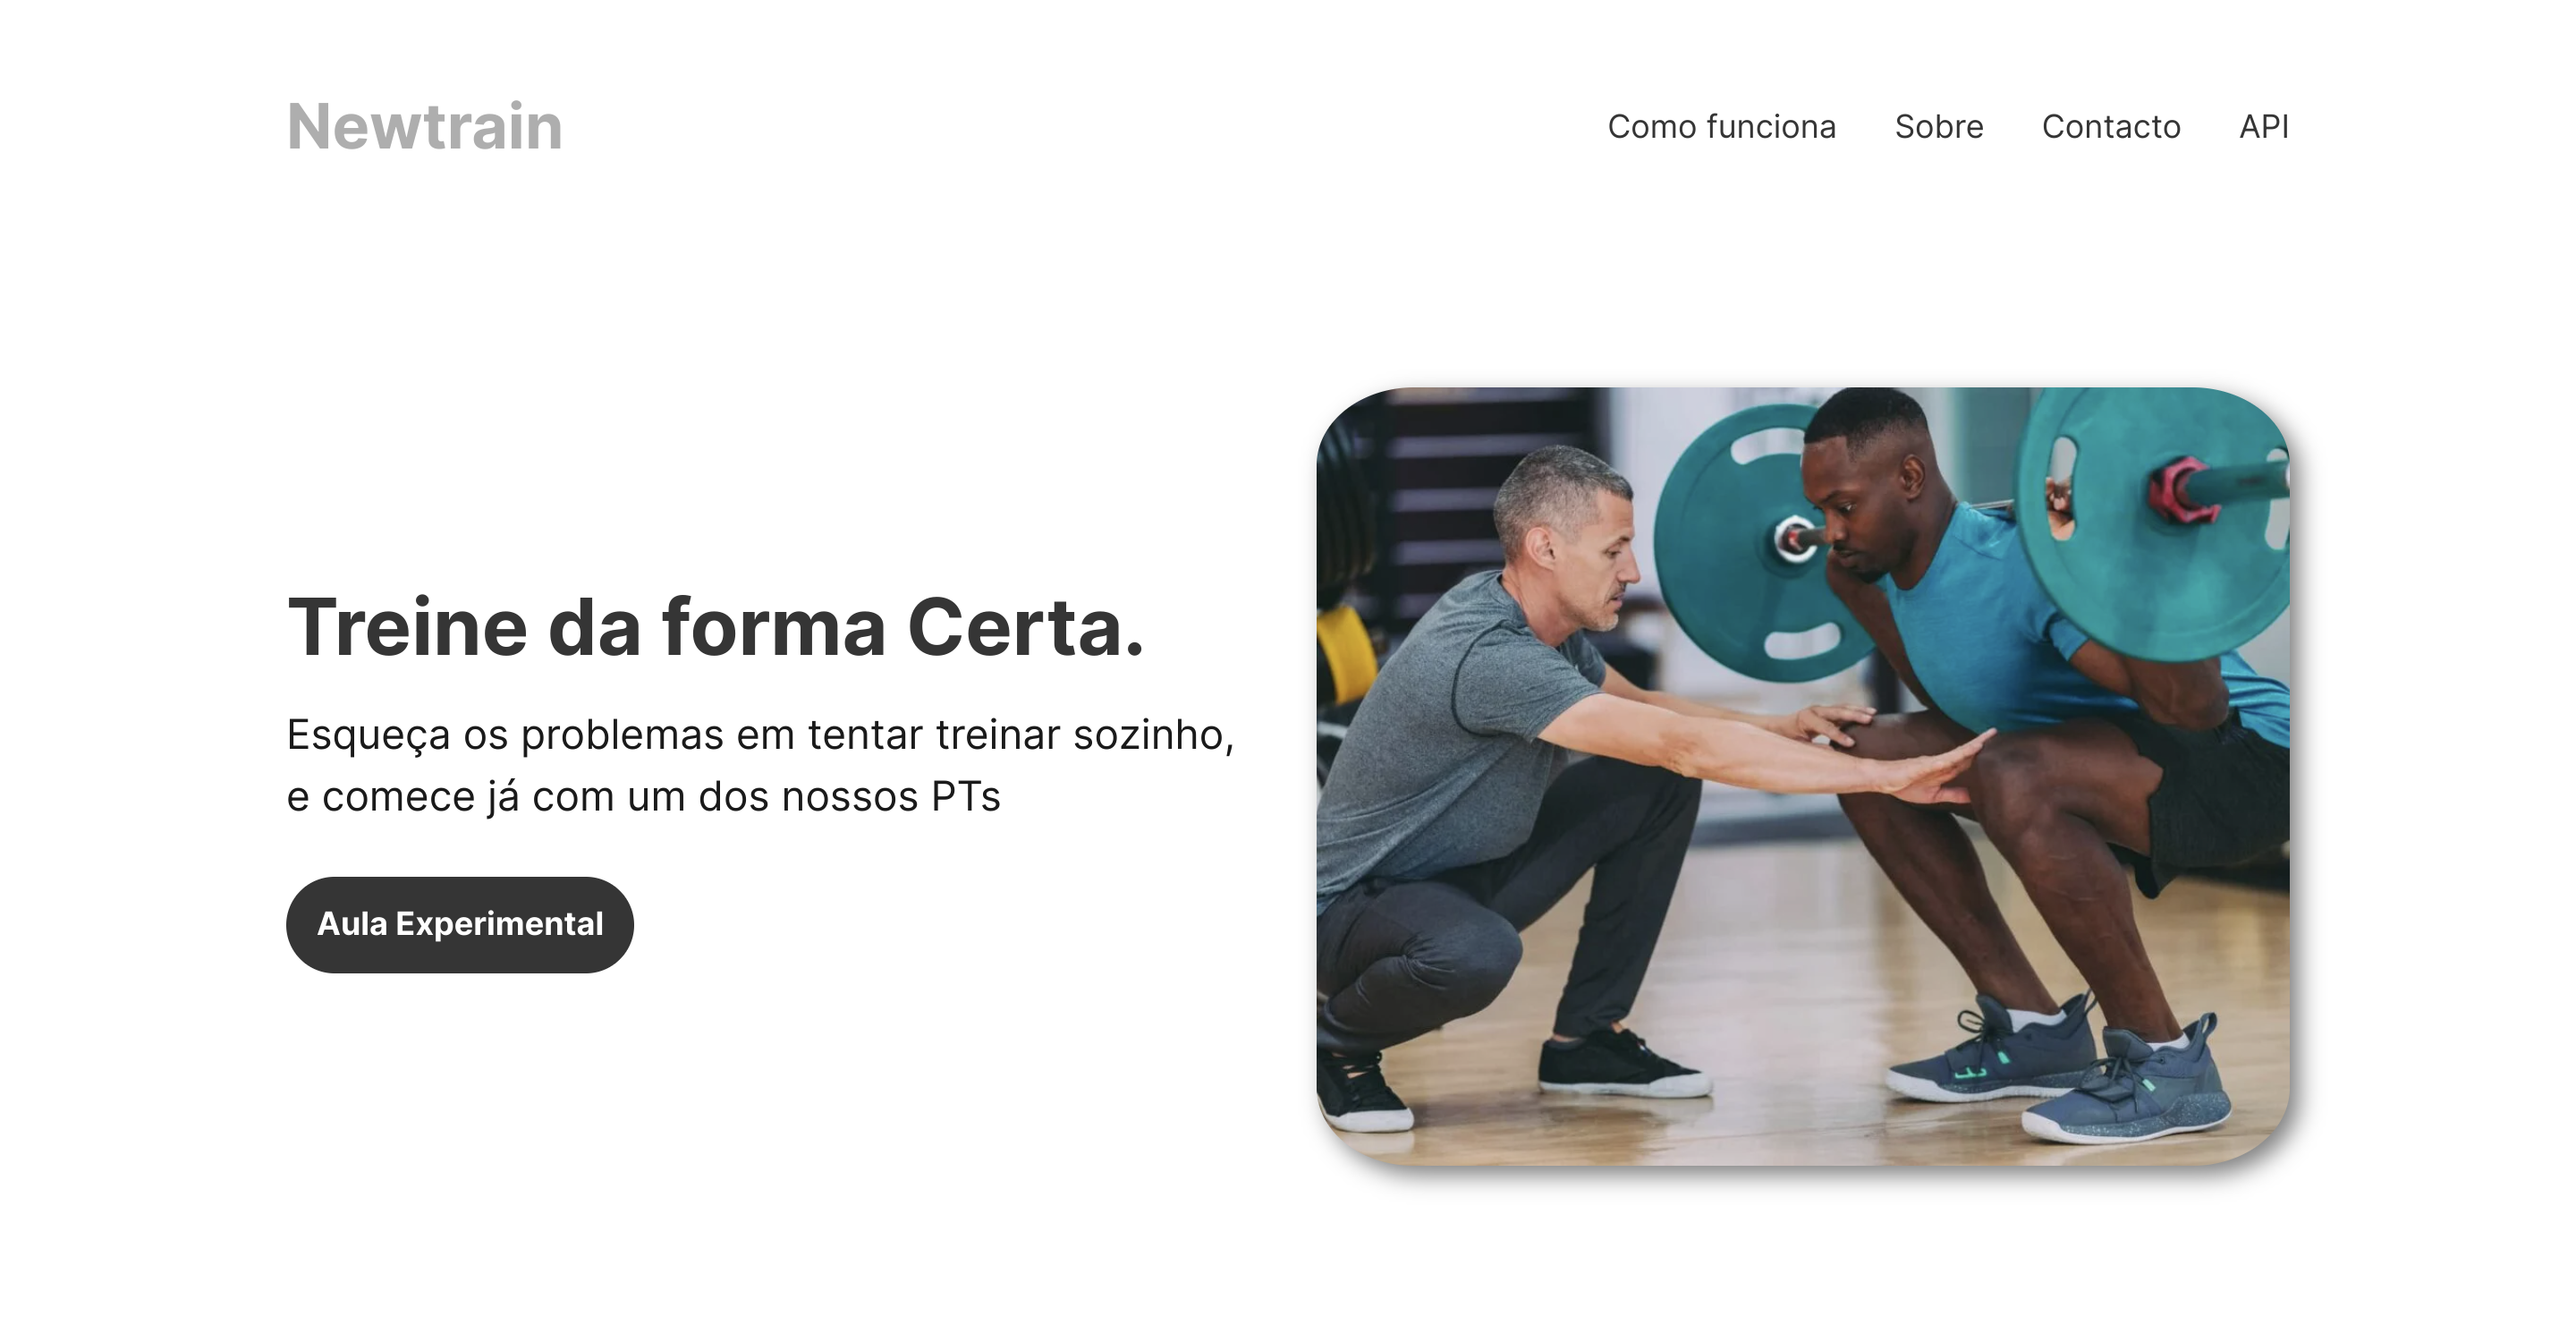 Newtrain
Como funciona
Sobre
Contacto
API
Treine da forma Certa.
Esqueça os problemas em tentar treinar sozinho,
e comece já com um dos nossos PTs
Aula Experimental